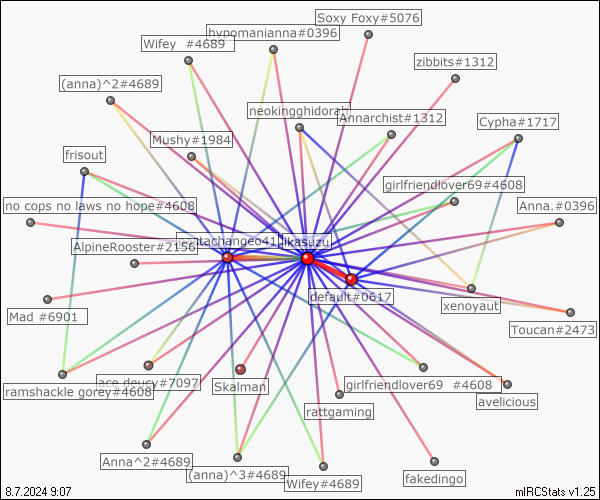 Soxy Foxy#5076
hypomanianna#0396
Wifey #4689
zibbits#1312
(anna)^2#4689
neokingghidorah
Annarchist#1312
Cypha#1717
Mushy#1984
frisout
girlfriendlover69#4608
no cops no laws no hope#4608
Anna.#0396
AlpineRooster#2156
likasuzu
default#0617
xenoyaut
Mad #6901
Toucan#2473
ace deucy#7097
ramshackle gorey#4608
Skalman
girlfriendlover69 #4608
avelicious
rattgaming
Anna^2#4689
(anna)^3#4689
Wifey#4689
fakedingo
8.7.2024 9:07
mIRCStats v1.25